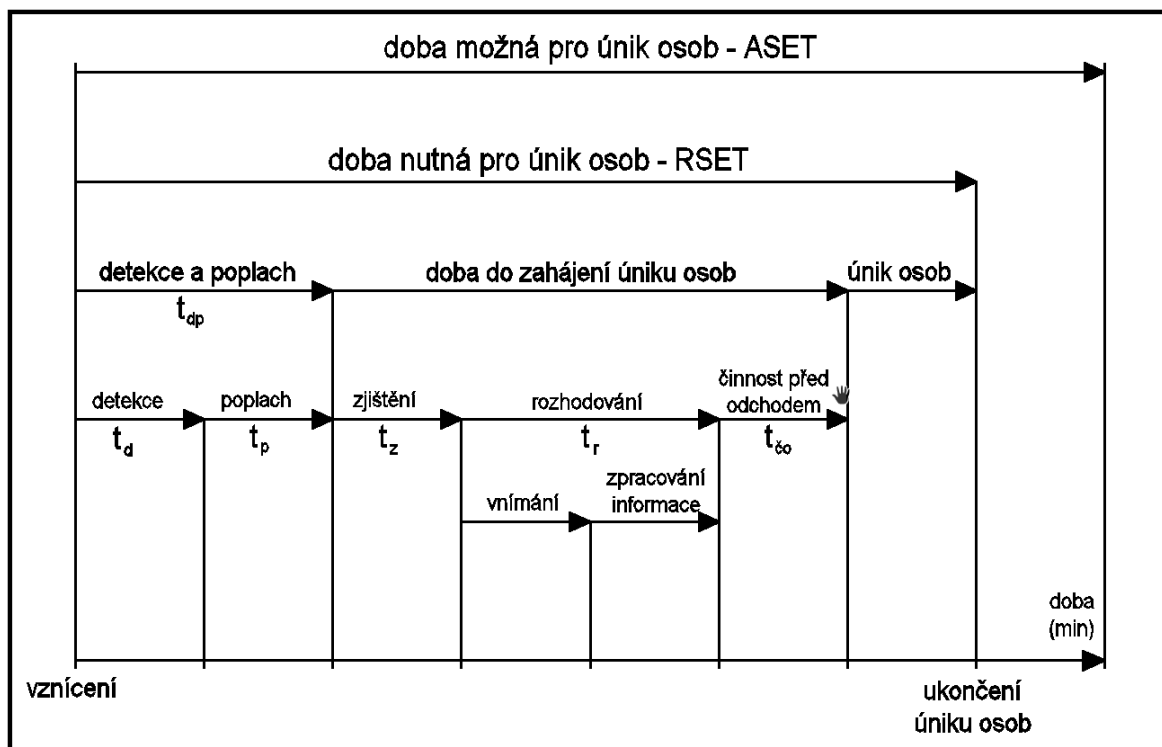 doba možná pro únik osob - ASET
doba nutná pro únik osob - RSET
detekce a poplach
doba do zahájení úniku osob
únik osob
t_dp
detekce
poplach
zjištění
rozhodování
činnost před
odchodem
t_d
t_p
t_z
t_r
t_čo
vnímání
zpracování
informace
doba
(min)
vznícení
ukončení
úniku osob